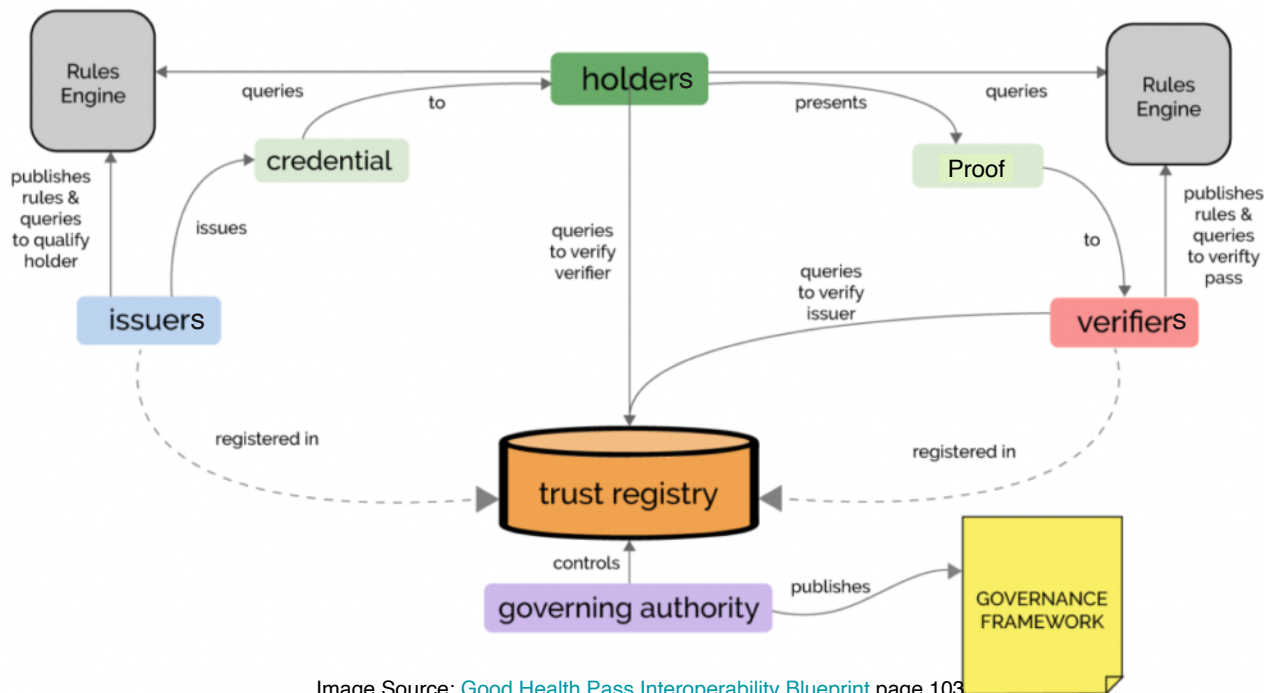 Rules
Engine
holders
Rules
Engine
queries
to
presents
queries
credential
Proof
publishes
rules &
queries
to qualify
holder
issues
queries
to verify
verifier
to
publishes
rules &
queries
to verifty
pass
queries
to verify
issuer
issuers
verifiers
registered in
registered in
trust registry
controls
publishes
governing authority
GOVERNANCE
FRAMEWORK
Image Source: Good Health Pass Interoperability Blueprint page 103